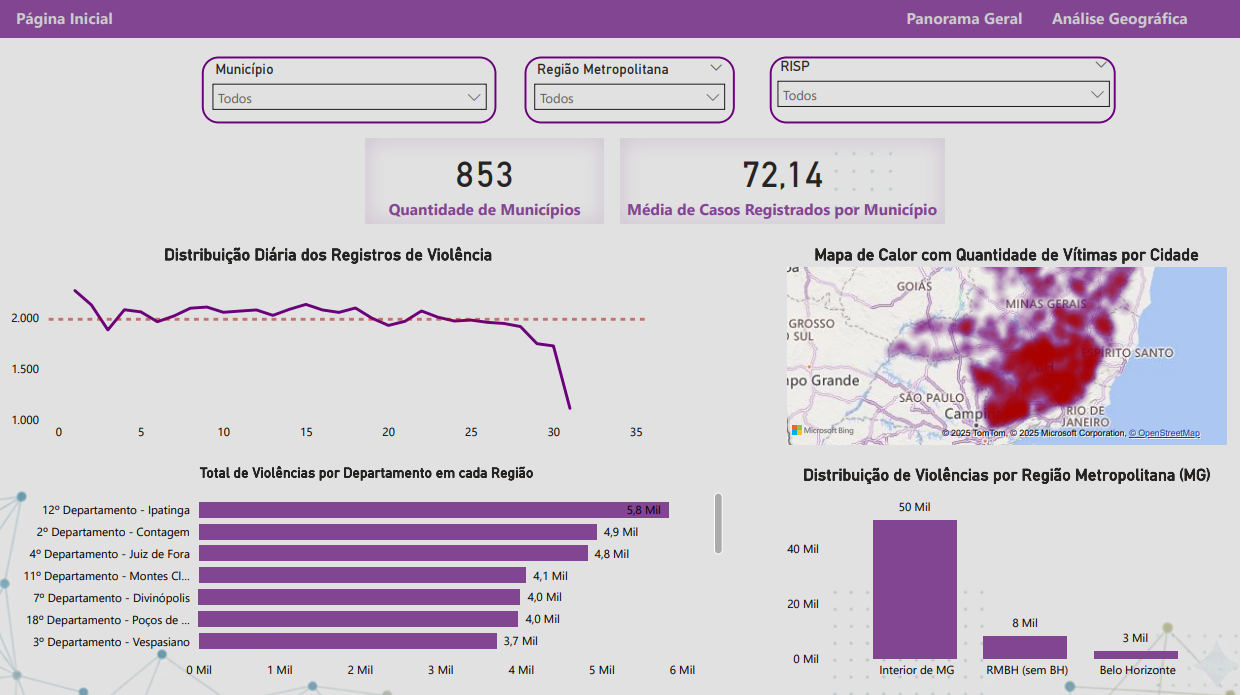 Página Inicial
Panorama Geral
Análise Geográfica
Município
Todos
Região Metropolitana
Todos
RISP
Todos
853
Quantidade de Municípios
72,14
Média de Casos Registrados por Município
Distribuição Diária dos Registros de Violência
2.000
1.500
1.000
0 5 10 15 20 25 30 35
Mapa de Calor com Quantidade de Vítimas por Cidade
GOIÁS
MINAS GERAIS
GROSSO
SUL
ESPÍRITO SANTO
po Grande
SÃO PAULO
Campi
RIO DE
JANEIRO
Microsoft Bing
© 2025 TomTom, © 2025 Microsoft Corporation, © OpenStreetMap
Total de Violências por Departamento em cada Região
12º Departamento - Ipatinga 5,8 Mil
2º Departamento - Contagem 4,9 Mil
4º Departamento - Juiz de Fora 4,8 Mil
11º Departamento - Montes Cl... 4,1 Mil
7º Departamento - Divinópolis 4,0 Mil
18º Departamento - Poços de ... 4,0 Mil
3º Departamento - Vespasiano 3,7 Mil
0 Mil 1 Mil 2 Mil 3 Mil 4 Mil 5 Mil 6 Mil
Distribuição de Violências por Região Metropolitana (MG)
50 Mil
40 Mil
20 Mil
8 Mil
3 Mil
0 Mil
Interior de MG RMBH (sem BH) Belo Horizonte